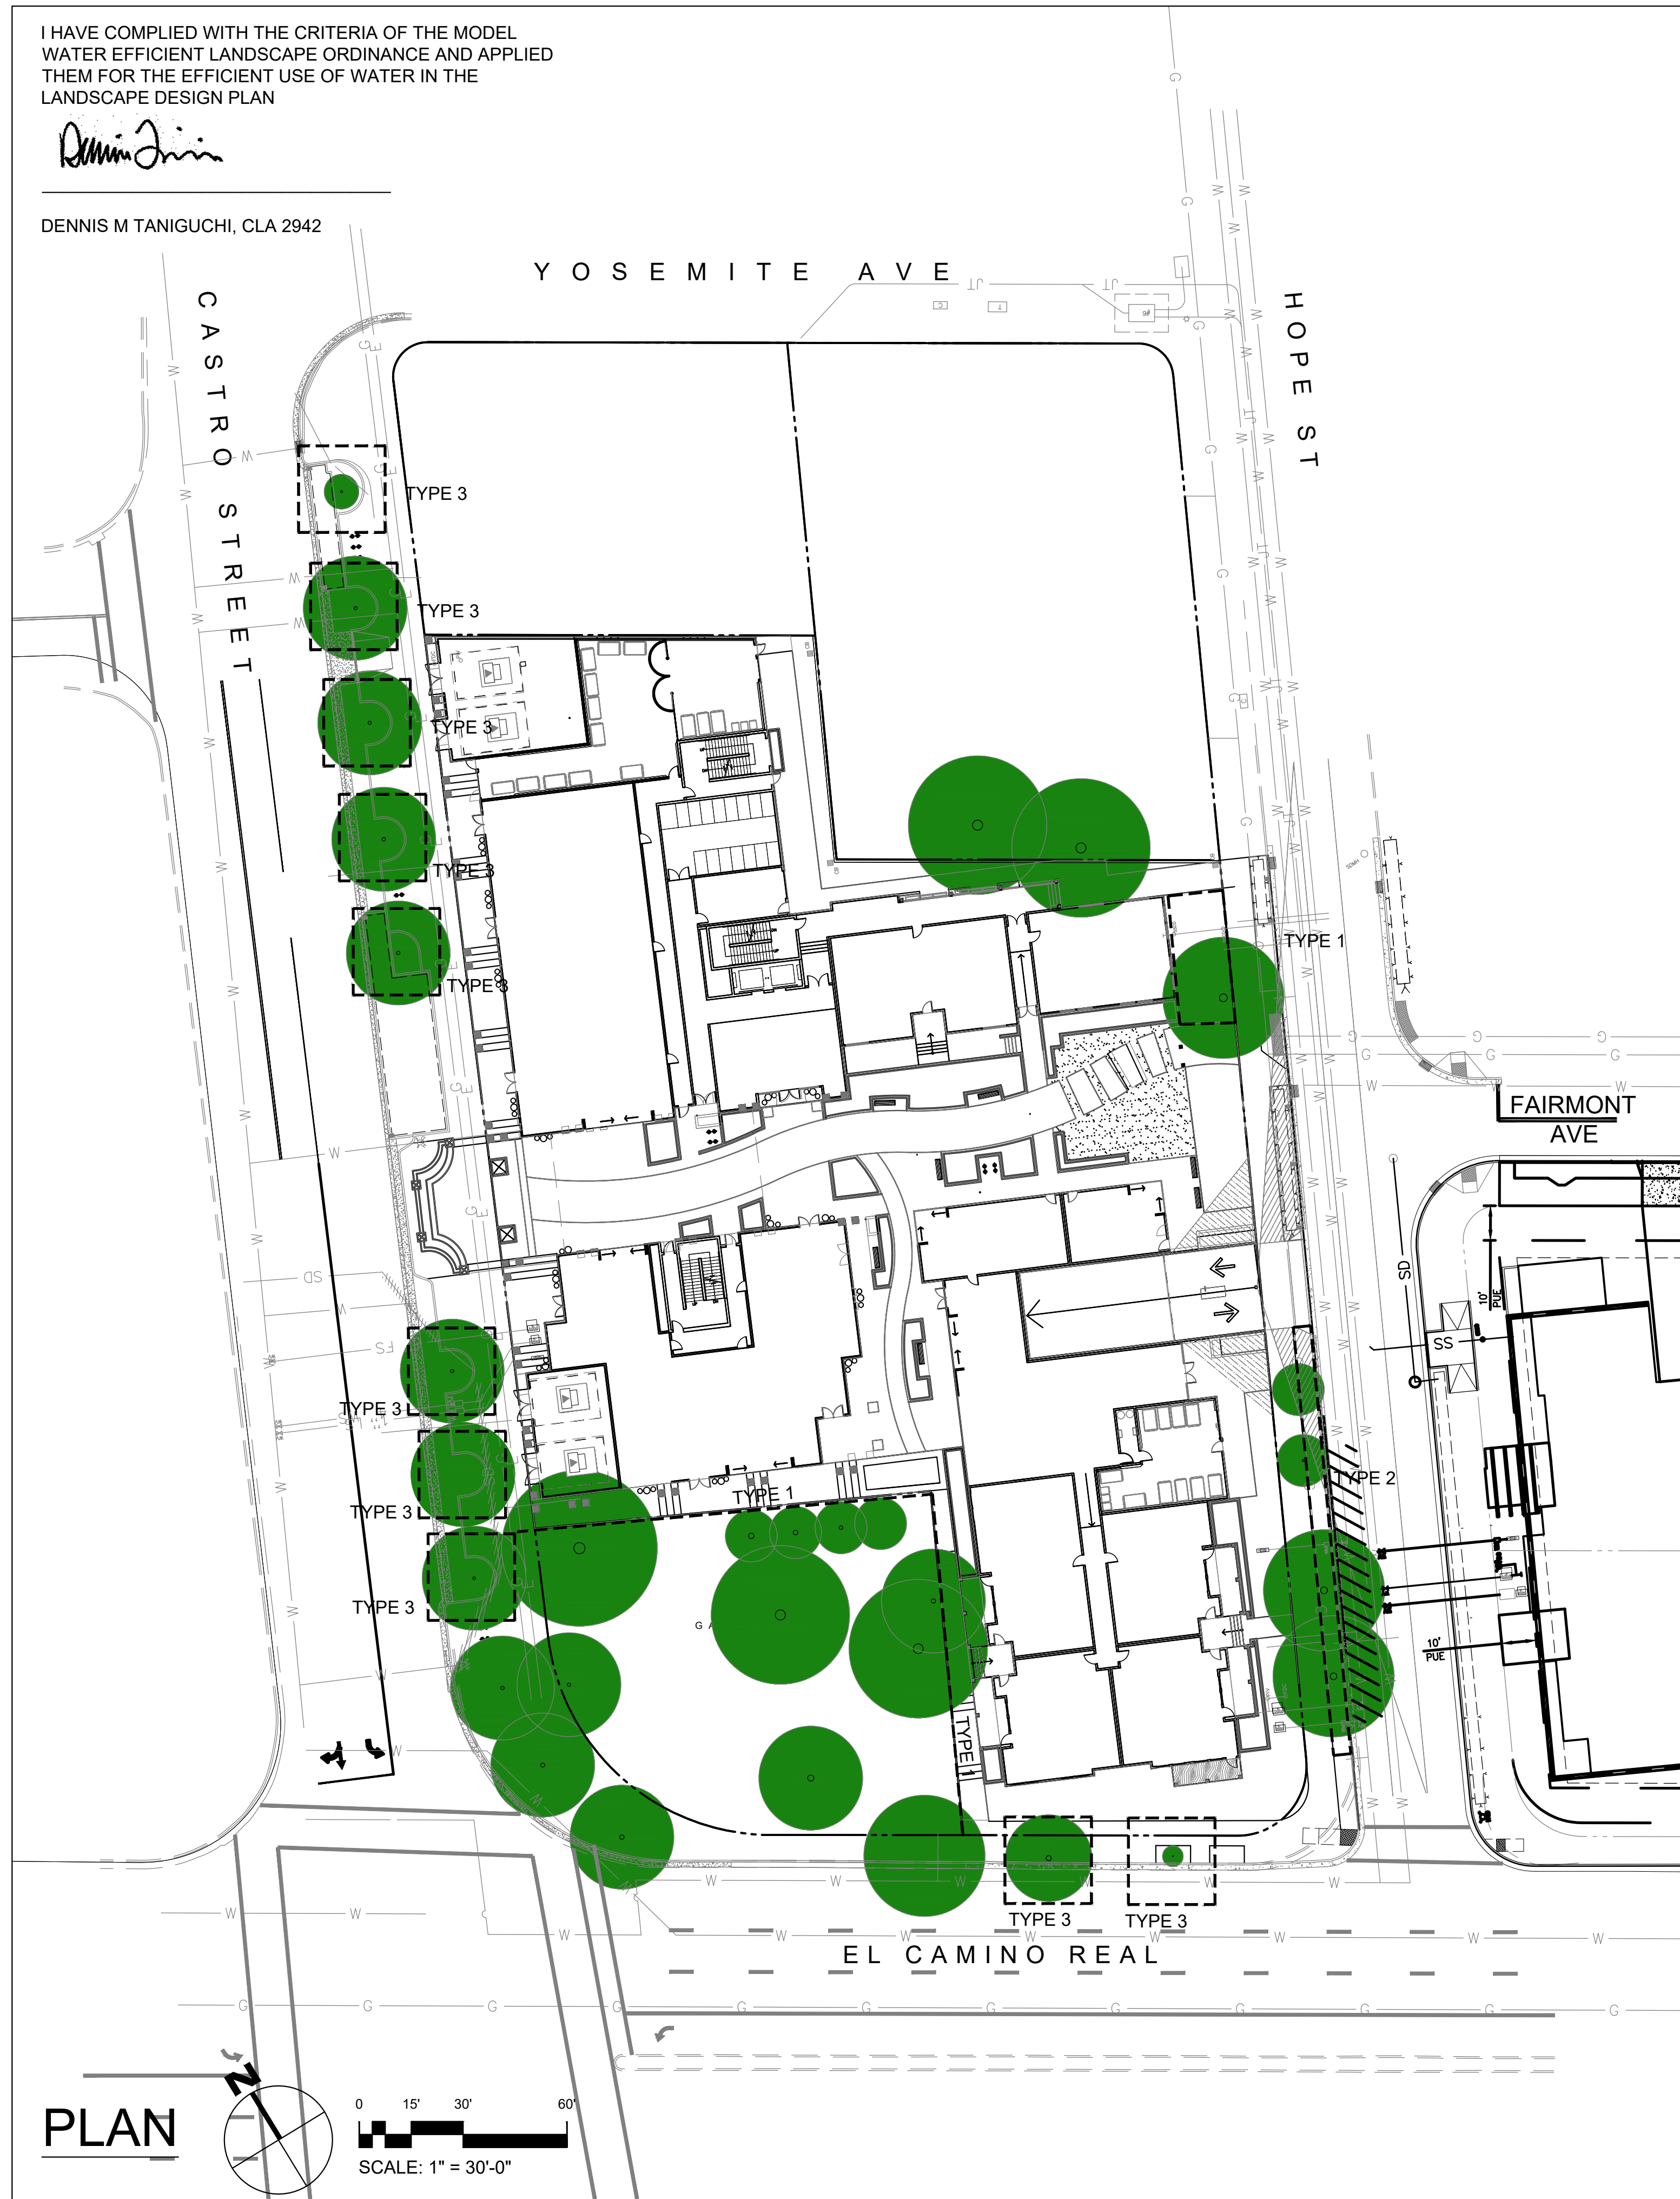 I HAVE COMPLIED WITH THE CRITERIA OF THE MODEL
WATER EFFICIENT LANDSCAPE ORDINANCE AND APPLIED
THEM FOR THE EFFICIENT USE OF WATER IN THE
LANDSCAPE DESIGN PLAN
DENNIS M TANIGUCHI, CLA 2942
YOSEMITE AVE
CASTRO STREET
HOPE ST
TYPE 3
TYPE 3
TYPE 3
TYPE 3
TYPE 3
TYPE 1
FAIRMONT
AVE
SD
SS
10'
PUE
FS
SD
TYPE 3
TYPE 3
TYPE 3
TYPE 1
TYPE 2
TYPE 1
10'
PUE
TYPE 3
TYPE 3
EL CAMINO REAL
N
PLAN
0 15' 30' 60'
SCALE: 1" = 30'-0"